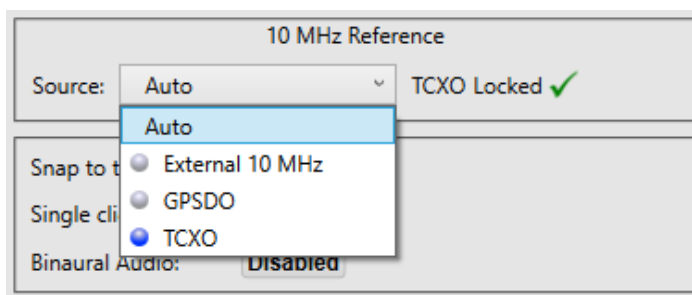 10 MHz Reference
Source: Auto TCXO Locked
Auto
External 10 MHz
GPSDO
TCXO
Snap to t
Single cli
Binaural Audio: Disabled